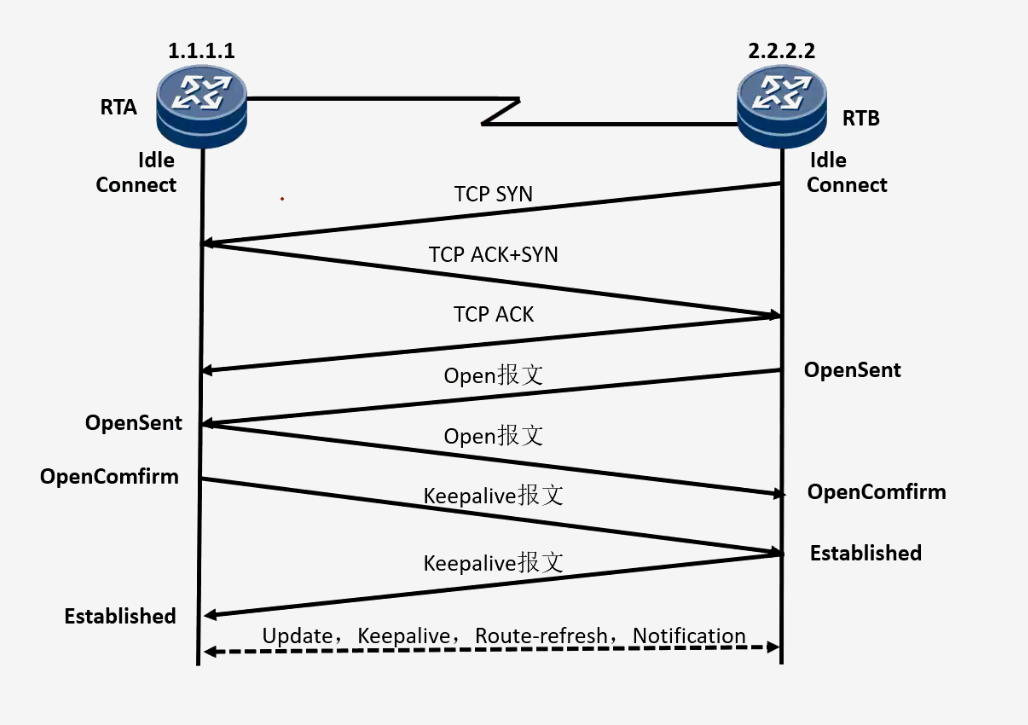 1.1.1.1
2.2.2.2
RTA
RTB
Idle
Connect
Idle
Connect
TCP SYN
TCP ACK+SYN
TCP ACK
Open报文
OpenSent
OpenSent
Open报文
OpenComfirm
Keepalive报文
OpenComfirm
Established
Keepalive报文
Established
Update，Keepalive，Route-refresh，Notification